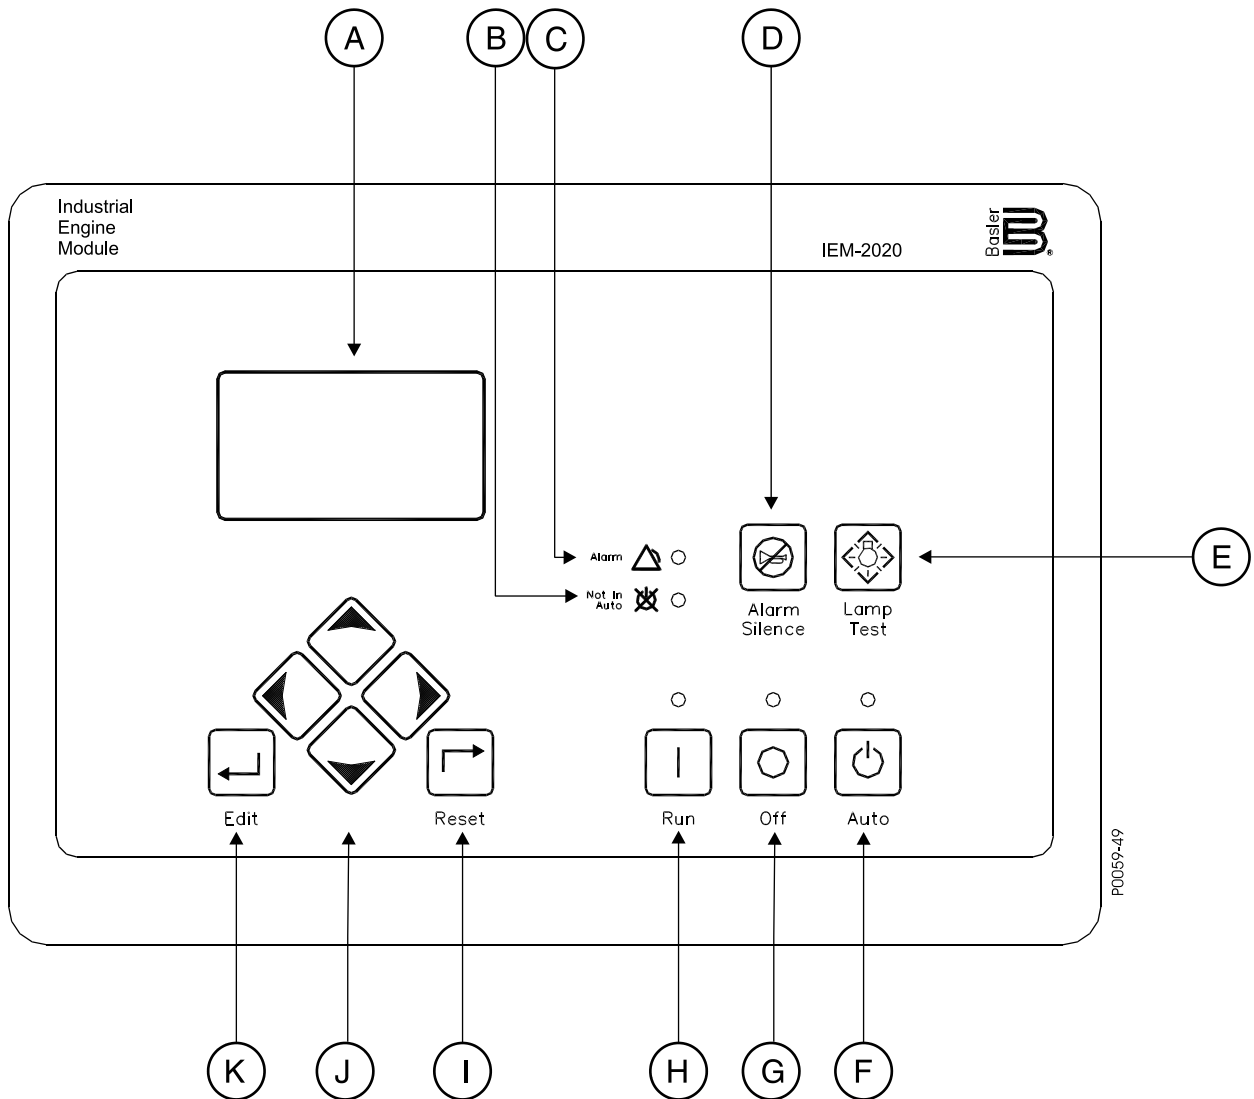 A
B
C
D
Industrial
Engine
Module
IEM-2020
Basler
B
®
Alarm
Not In
Auto
Alarm
Silence
Lamp
Test
E
Edit
Reset
Run
Off
Auto
P0059-49
K
J
I
H
G
F